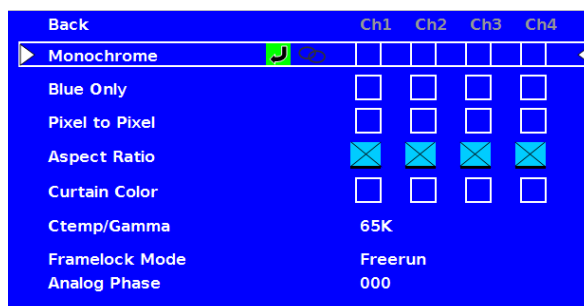 Back Ch1 Ch2 Ch3 Ch4
Monochrome
Blue Only
Pixel to Pixel
Aspect Ratio
Curtain Color
Ctemp/Gamma 65K
Framelock Mode Freerun
Analog Phase 000